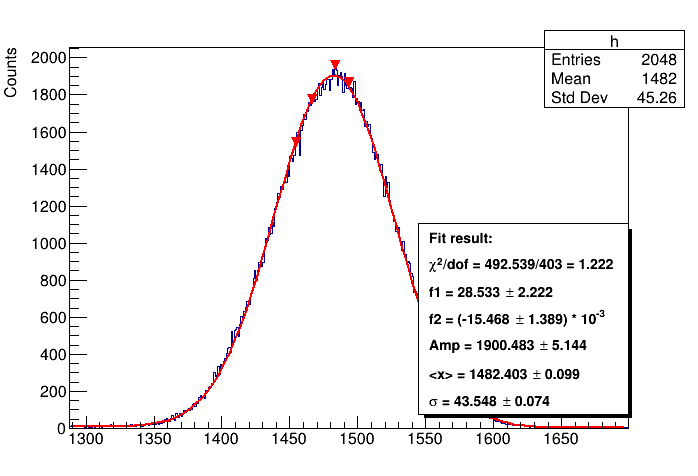 h
Entries 2048
Mean 1482
Std Dev 45.26
Counts
2000
1800
1600
1400
1200
1000
800
600
400
200
0
1300 1350 1400 1450 1500 1550 1600 1650
Fit result:
χ²/dof = 492.539/403 = 1.222
f1 = 28.533 ± 2.222
f2 = (-15.468 ± 1.389) * 10⁻³
Amp = 1900.483 ± 5.144
<x> = 1482.403 ± 0.099
σ = 43.548 ± 0.074